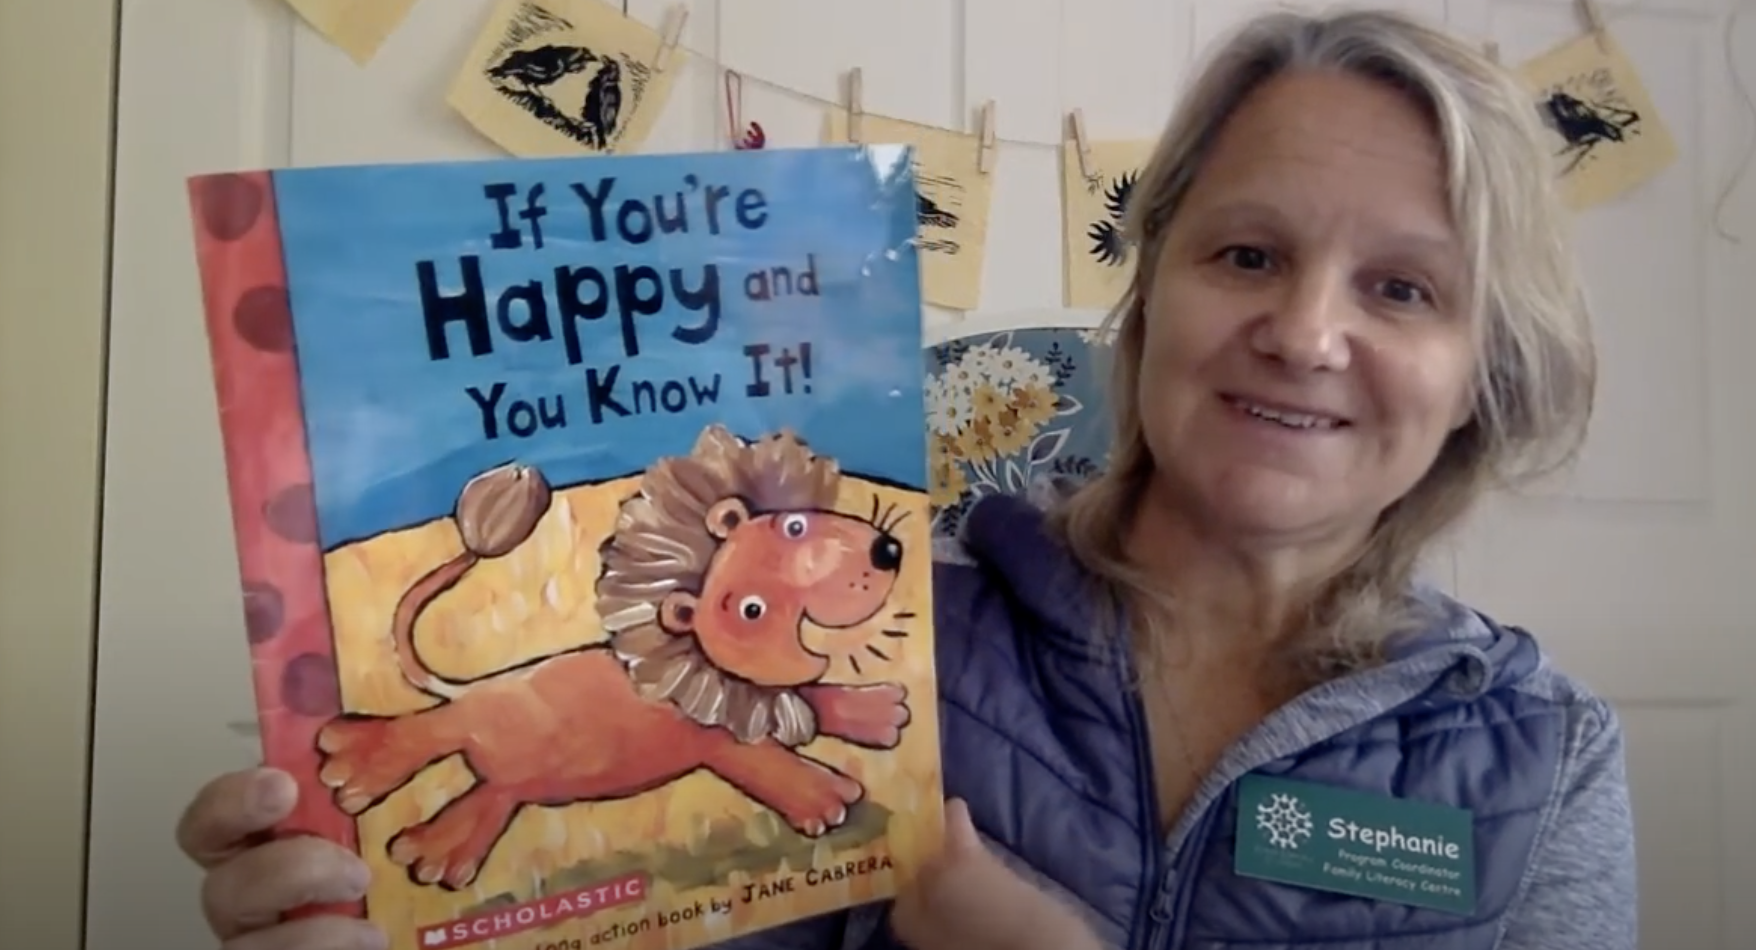 If You're
Happy and
You Know It!
SCHOLASTIC
long action book by JANE CABRERA
Stephanie
Program Coordinator
Family Literacy Centre